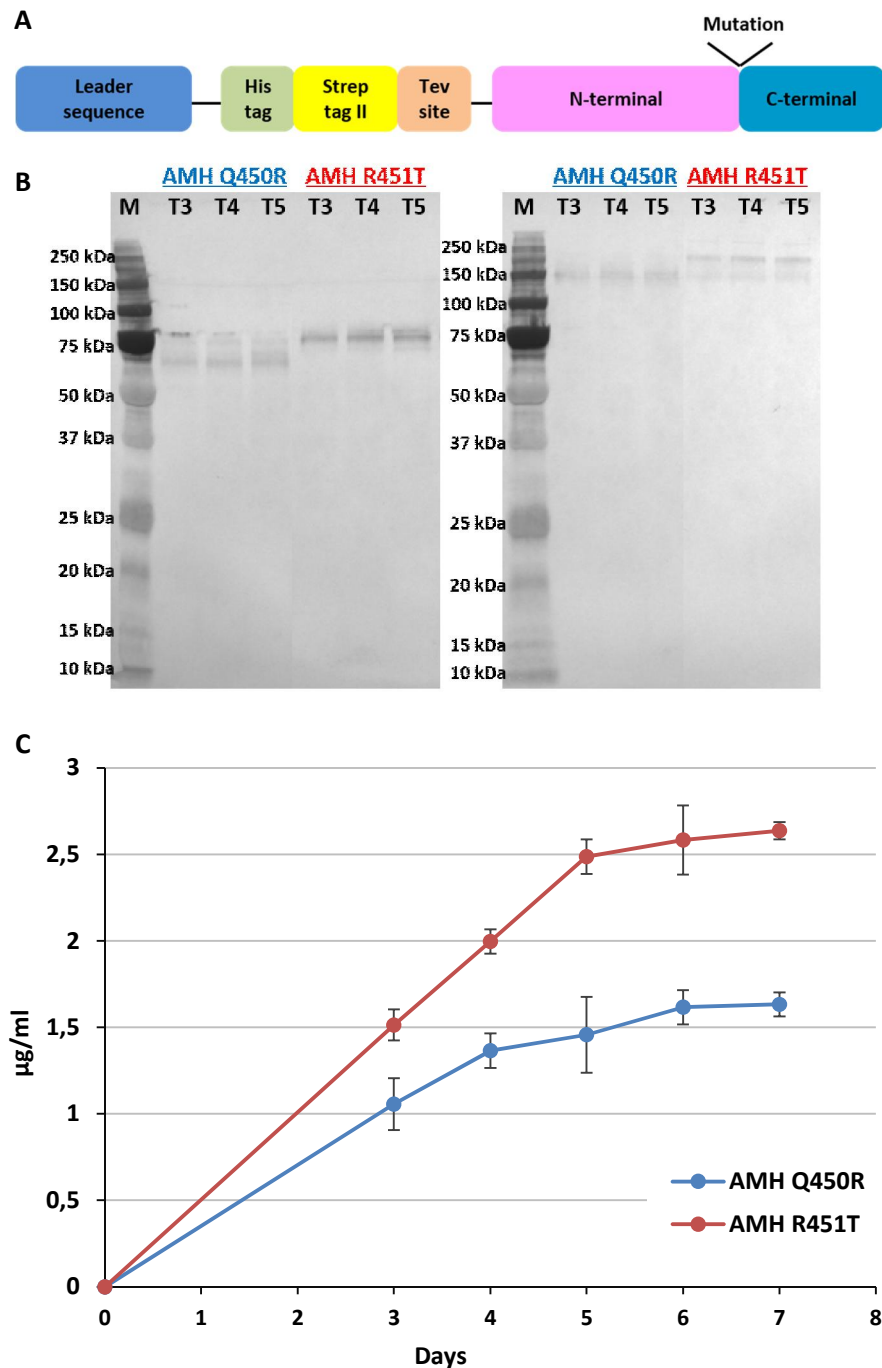 A
Mutation
Leader sequence
His tag
Strep tag II
Tev site
N-terminal
C-terminal
B
AMH Q450R AMH R451T
M T3 T4 T5 T3 T4 T5
250 kDa
150 kDa
100 kDa
75 kDa
50 kDa
37 kDa
25 kDa
20 kDa
15 kDa
10 kDa
AMH Q450R AMH R451T
M T3 T4 T5 T3 T4 T5
250 kDa
150 kDa
100 kDa
75 kDa
50 kDa
37 kDa
25 kDa
20 kDa
15 kDa
10 kDa
C
3
2,5
2
1,5
1
0,5
0
µg/ml
0 1 2 3 4 5 6 7 8
Days
AMH Q450R
AMH R451T